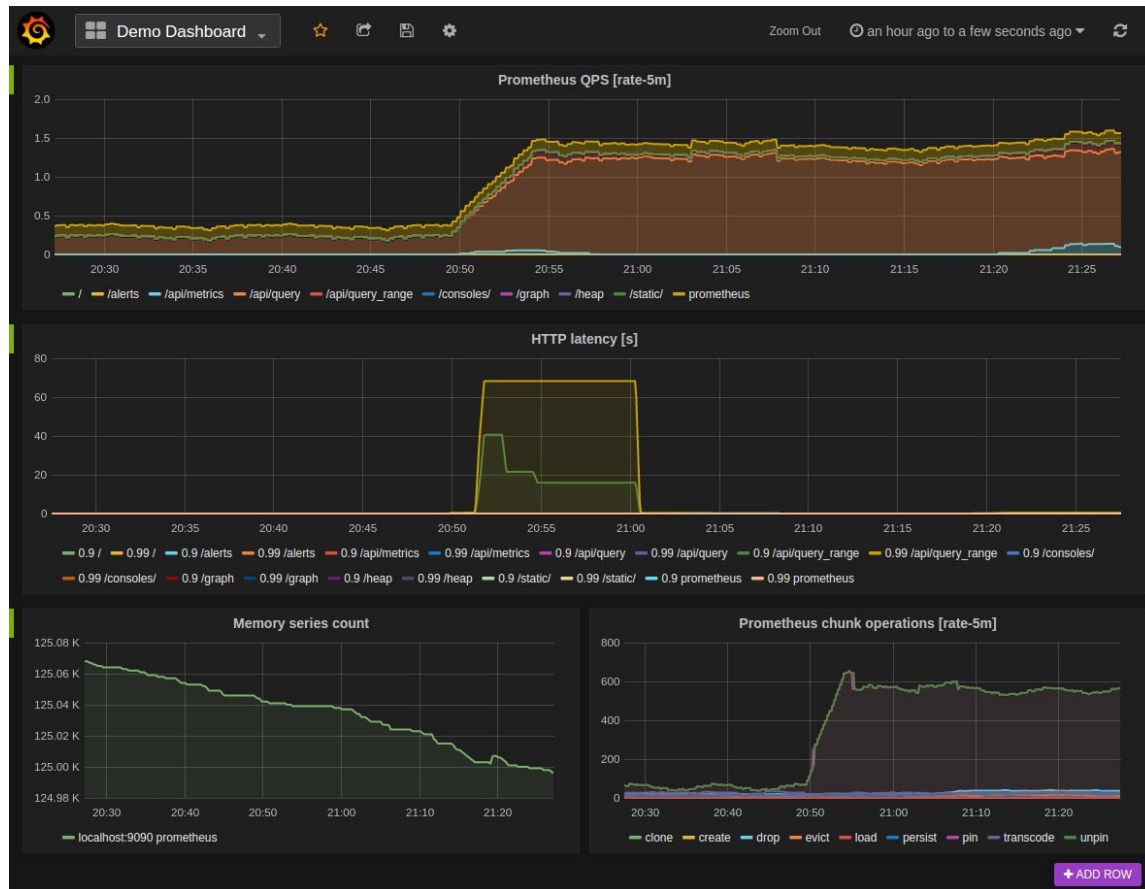 Demo Dashboard
Zoom Out an hour ago to a few seconds ago
Prometheus QPS [rate-5m]
2.0
1.5
1.0
0.5
0
20:30 20:35 20:40 20:45 20:50 20:55 21:00 21:05 21:10 21:15 21:20 21:25
/ /alerts /api/metrics /api/query /api/query_range /consoles/ /graph /heap /static/ prometheus
HTTP latency [s]
80
60
40
20
0
20:30 20:35 20:40 20:45 20:50 20:55 21:00 21:05 21:10 21:15 21:20 21:25
0.9 / 0.99 / 0.9 /alerts 0.99 /alerts 0.9 /api/metrics 0.99 /api/metrics 0.9 /api/query 0.99 /api/query 0.9 /api/query_range 0.99 /api/query_range 0.9 /consoles/
0.99 /consoles/ 0.9 /graph 0.99 /graph 0.9 /heap 0.99 /heap 0.9 /static/ 0.99 /static/ 0.9 prometheus 0.99 prometheus
Memory series count
125.08 K
125.06 K
125.04 K
125.02 K
125.00 K
124.98 K
20:30 20:40 20:50 21:00 21:10 21:20
localhost:9090 prometheus
Prometheus chunk operations [rate-5m]
800
600
400
200
0
20:30 20:40 20:50 21:00 21:10 21:20
clone create drop evict load persist pin transcode unpin
+ ADD ROW